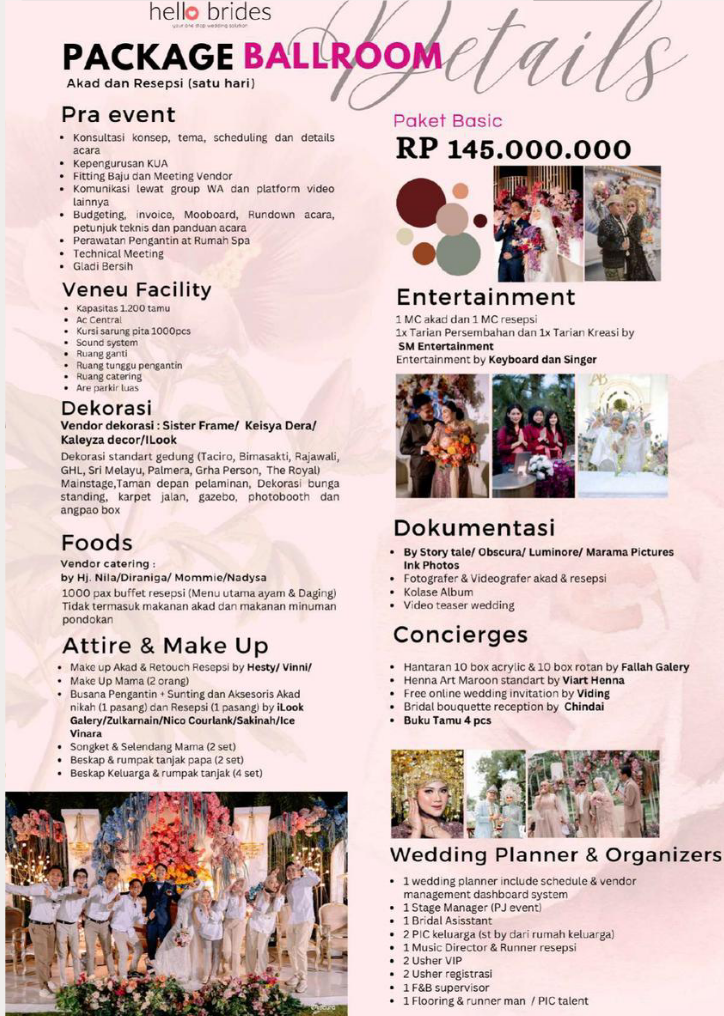 hello brides
your one stop wedding solution
Details
PACKAGE BALLROOM
Akad dan Resepsi (satu hari)
Pra event
• Konsultasi konsep, tema, scheduling dan details
acara
• Kepengurusan KUA
• Fitting Baju dan Meeting Vendor
• Komunikasi lewat group WA dan platform video
lainnya
• Budgeting, invoice, Mooboard, Rundown acara,
petunjuk teknis dan panduan acara
• Perawatan Pengantin at Rumah Spa
• Technical Meeting
• Gladi Bersih
Veneu Facility
• Kapasitas 1.200 tamu
• Ac Central
• Kursi sarung pita 1000pcs
• Sound system
• Ruang ganti
• Ruang tunggu pengantin
• Ruang catering
• Are parkir luas
Dekorasi
Vendor dekorasi : Sister Frame/ Keisya Dera/
Kaleyza decor/ILook
Dekorasi standart gedung (Taciro, Bimasakti, Rajawali,
GHL, Sri Melayu, Palmera, Grha Person, The Royal)
Mainstage,Taman depan pelaminan, Dekorasi bunga
standing, karpet jalan, gazebo, photobooth dan
angpao box
Foods
Vendor catering :
by Hj. Nila/Diraniga/ Mommie/Nadysa
1000 pax buffet resepsi (Menu utama ayam & Daging)
Tidak termasuk makanan akad dan makanan minuman
pondokan
Attire & Make Up
• Make up Akad & Retouch Resepsi by Hesty/ Vinni/
• Make Up Mama (2 orang)
• Busana Pengantin + Sunting dan Aksesoris Akad
nikah (1 pasang) dan Resepsi (1 pasang) by iLook
Galery/Zulkarnain/Nico Courlank/Sakinah/Ice
Vinara
• Songket & Selendang Mama (2 set)
• Beskap & rumpak tanjak papa (2 set)
• Beskap Keluarga & rumpak tanjak (4 set)
Paket Basic
RP 145.000.000
Entertainment
1 MC akad dan 1 MC resepsi
1x Tarian Persembahan dan 1x Tarian Kreasi by
SM Entertainment
Entertainment by Keyboard dan Singer
Dokumentasi
• By Story tale/ Obscura/ Luminore/ Marama Pictures
Ink Photos
• Fotografer & Videografer akad & resepsi
• Kolase Album
• Video teaser wedding
Concierges
• Hantaran 10 box acrylic & 10 box rotan by Fallah Galery
• Henna Art Maroon standart by Viart Henna
• Free online wedding invitation by Viding
• Bridal bouquette reception by Chindai
• Buku Tamu 4 pcs
Wedding Planner & Organizers
• 1 wedding planner include schedule & vendor
management dashboard system
• 1 Stage Manager (PJ event)
• 1 Bridal Asisstant
• 2 PIC keluarga (st by dari rumah keluarga)
• 1 Music Director & Runner resepsi
• 2 Usher VIP
• 2 Usher registrasi
• 1 F&B supervisor
• 1 Flooring & runner man / PIC talent